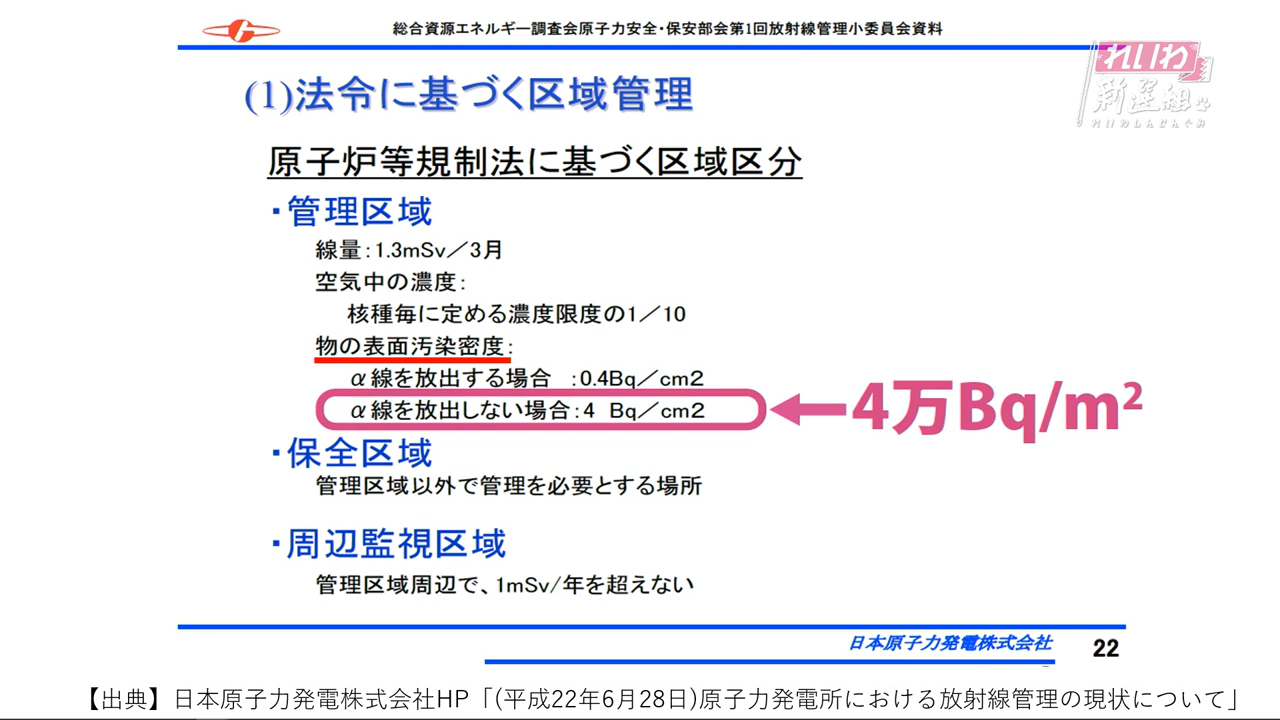 総合資源エネルギー調査会原子力安全・保安部会第1回放射線管理小委員会資料
れいわ
新選組
れいわしんせんぐみ
(1)法令に基づく区域管理
原子炉等規制法に基づく区域区分
・管理区域
線量:1.3mSv/3月
空気中の濃度:
核種毎に定める濃度限度の1/10
物の表面汚染密度:
α線を放出する場合 :0.4Bq/cm2
α線を放出しない場合:4 Bq/cm2
4万Bq/m²
・保全区域
管理区域以外で管理を必要とする場所
・周辺監視区域
管理区域周辺で、1mSv/年を超えない
日本原子力発電株式会社
22
【出典】日本原子力発電株式会社HP「(平成22年6月28日)原子力発電所における放射線管理の現状について」